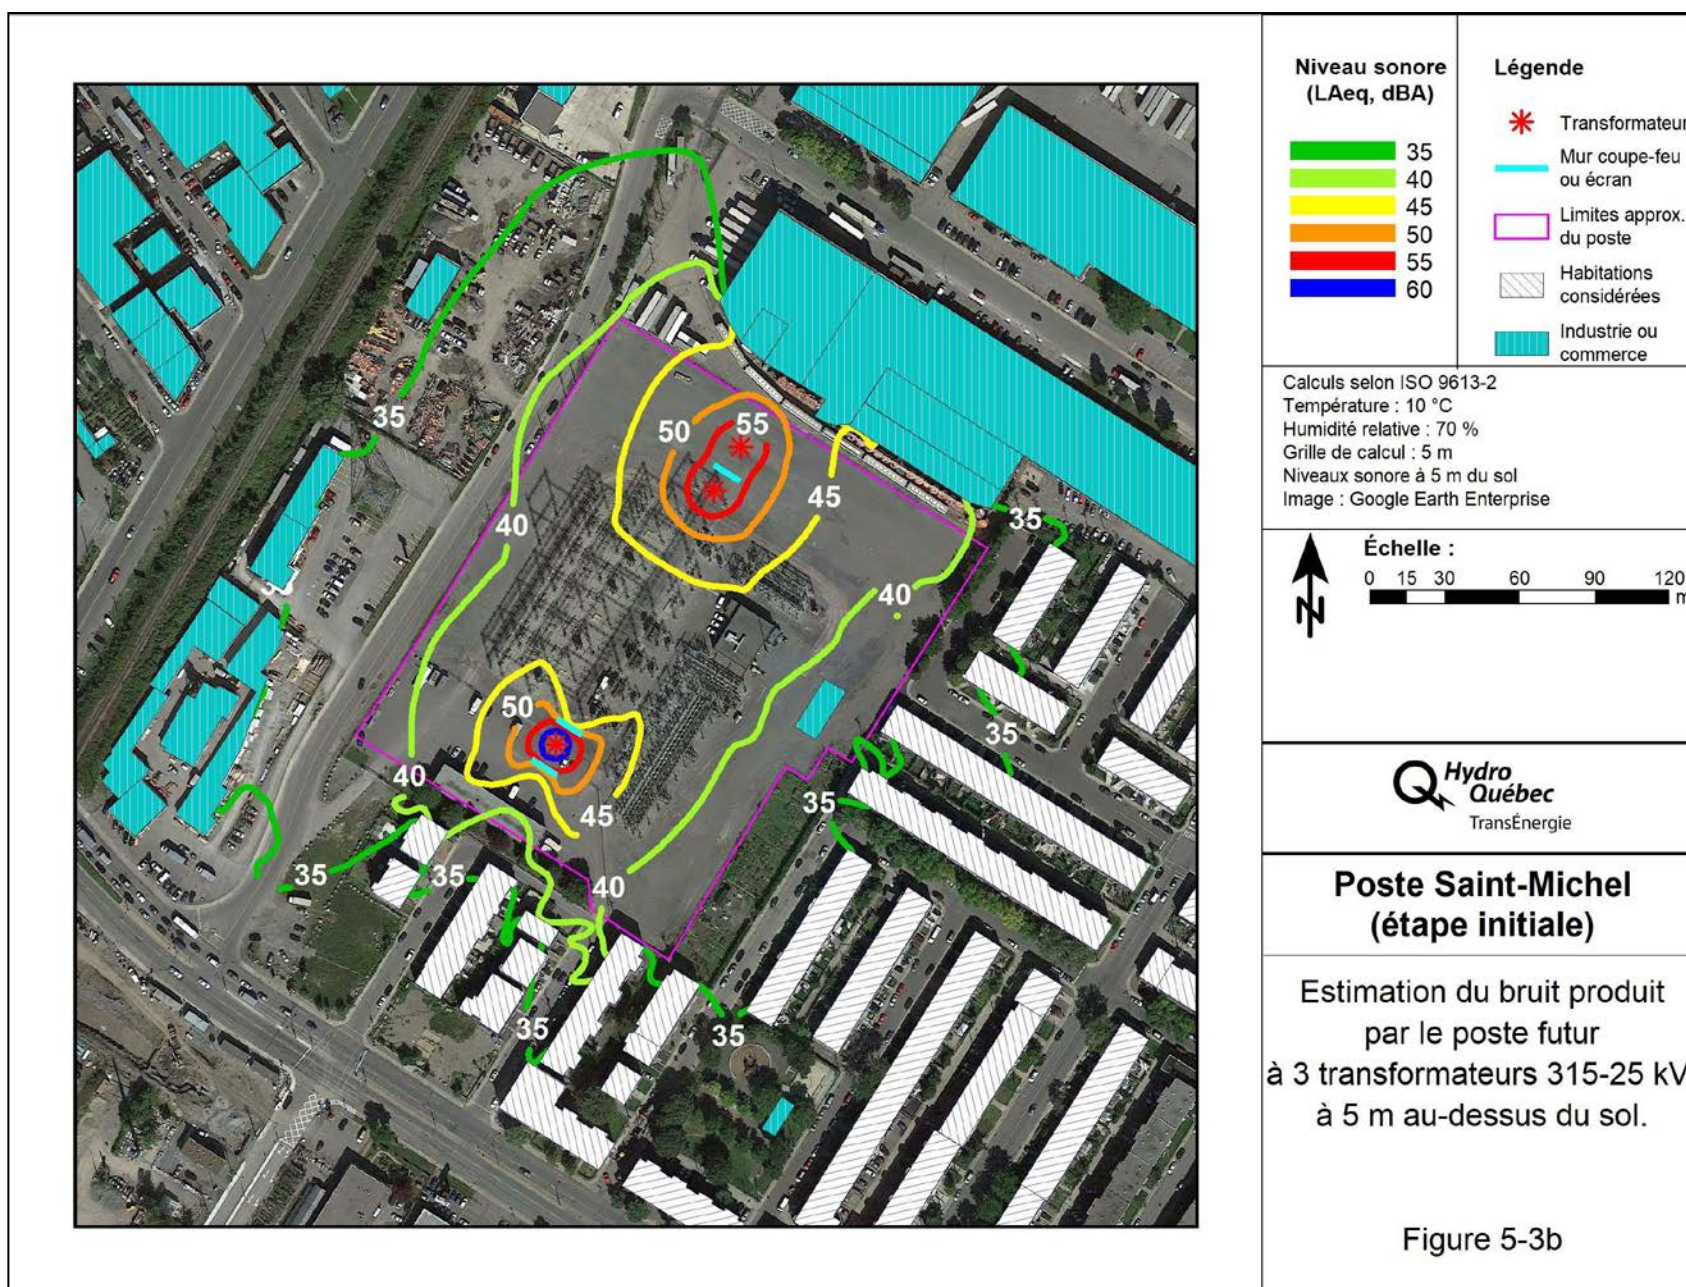 Niveau sonore
(LAeq, dBA)
35
40
45
50
55
60
Légende
Transformateur
Mur coupe-feu
ou écran
Limites approx.
du poste
Habitations
considérées
Industrie ou
commerce
Calculs selon ISO 9613-2
Température : 10 °C
Humidité relative : 70 %
Grille de calcul : 5 m
Niveaux sonore à 5 m du sol
Image : Google Earth Enterprise
N
Échelle :
0 15 30 60 90 120
m
Hydro
Québec
TransÉnergie
Poste Saint-Michel
(étape initiale)
Estimation du bruit produit
par le poste futur
à 3 transformateurs 315-25 kV
à 5 m au-dessus du sol.
Figure 5-3b
35
50
55
45
40
35
40
50
35
40
45
35
35
35
40
35
35